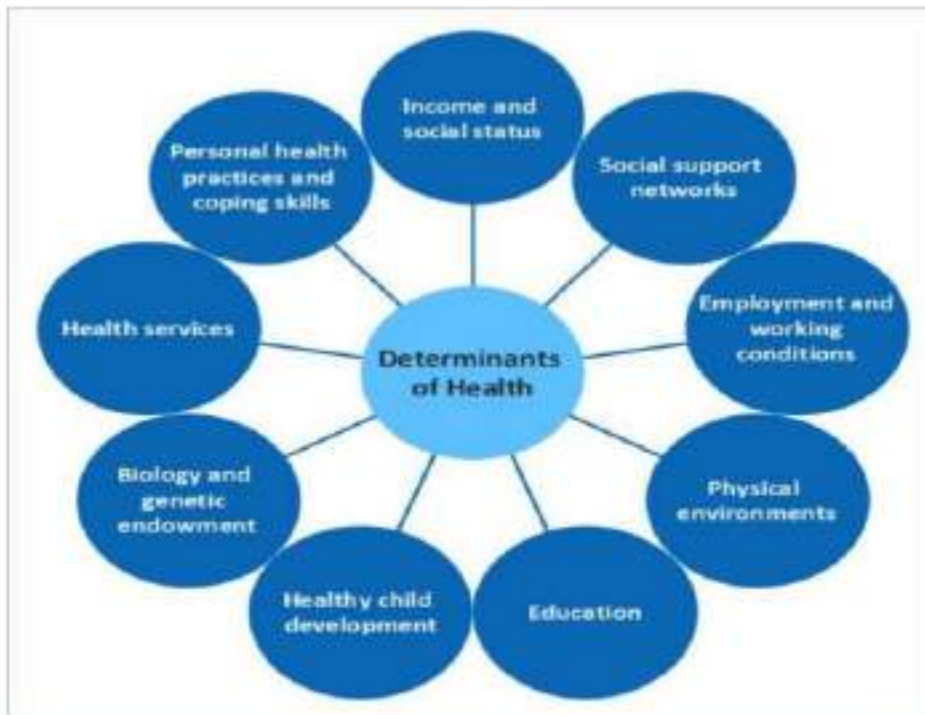 Income and
social status
Social support
networks
Employment and
working
conditions
Physical
environments
Education
Healthy child
development
Biology and
genetic
endowment
Health services
Personal health
practices and
coping skills
Determinants
of Health